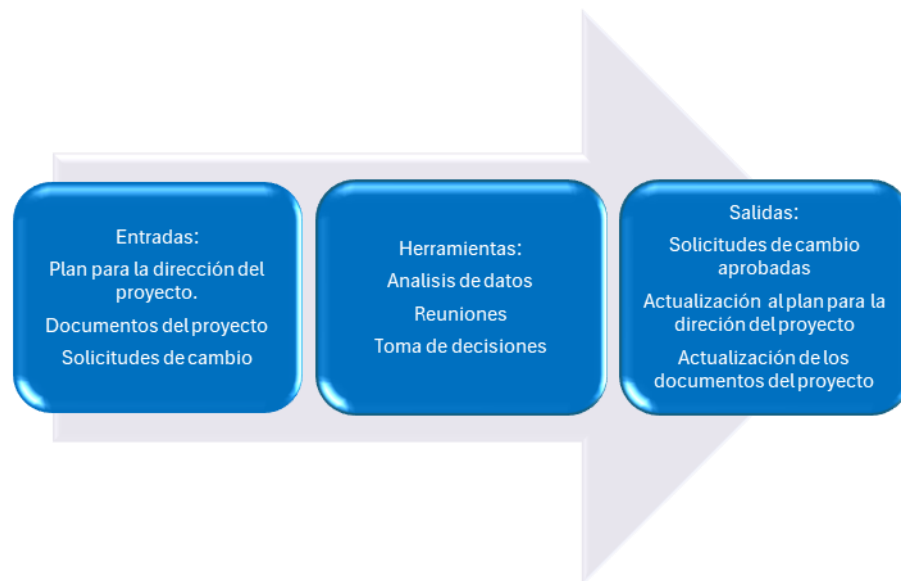 Entradas:
Plan para la dirección del
proyecto.
Documentos del proyecto
Solicitudes de cambio
Herramientas:
Analisis de datos
Reuniones
Toma de decisiones
Salidas:
Solicitudes de cambio
aprobadas
Actualización al plan para la
direción del proyecto
Actualización de los
documentos del proyecto